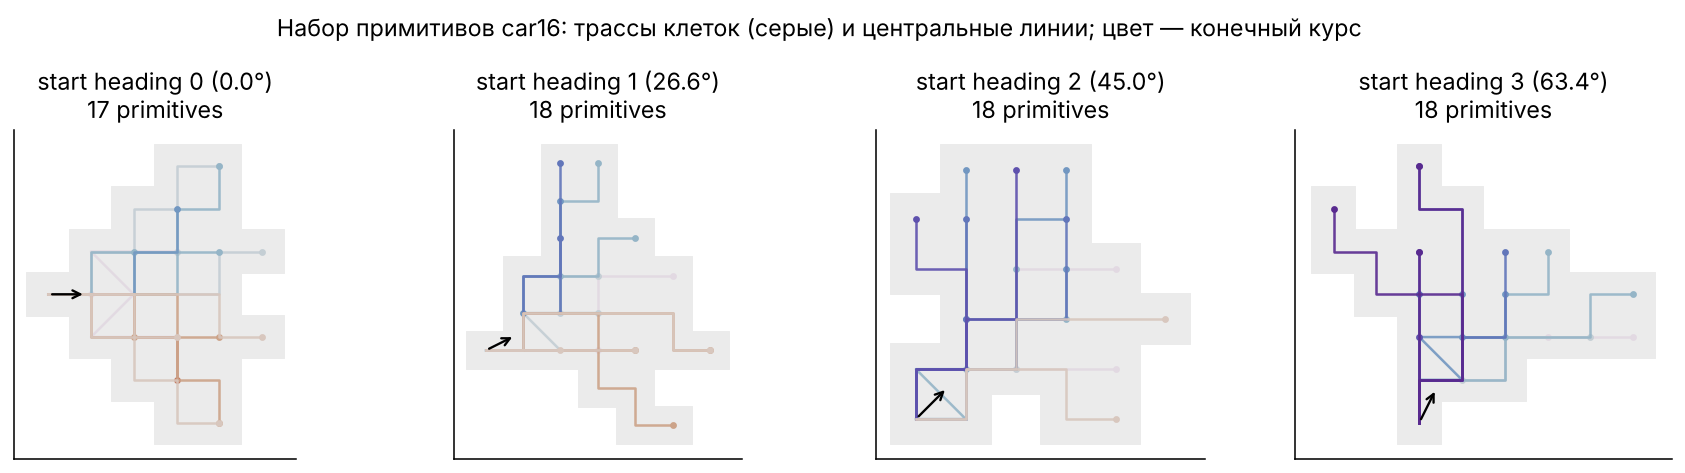 Набор примитивов car16: трассы клеток (серые) и центральные линии; цвет — конечный курс
start heading 0 (0.0°)
17 primitives
start heading 1 (26.6°)
18 primitives
start heading 2 (45.0°)
18 primitives
start heading 3 (63.4°)
18 primitives